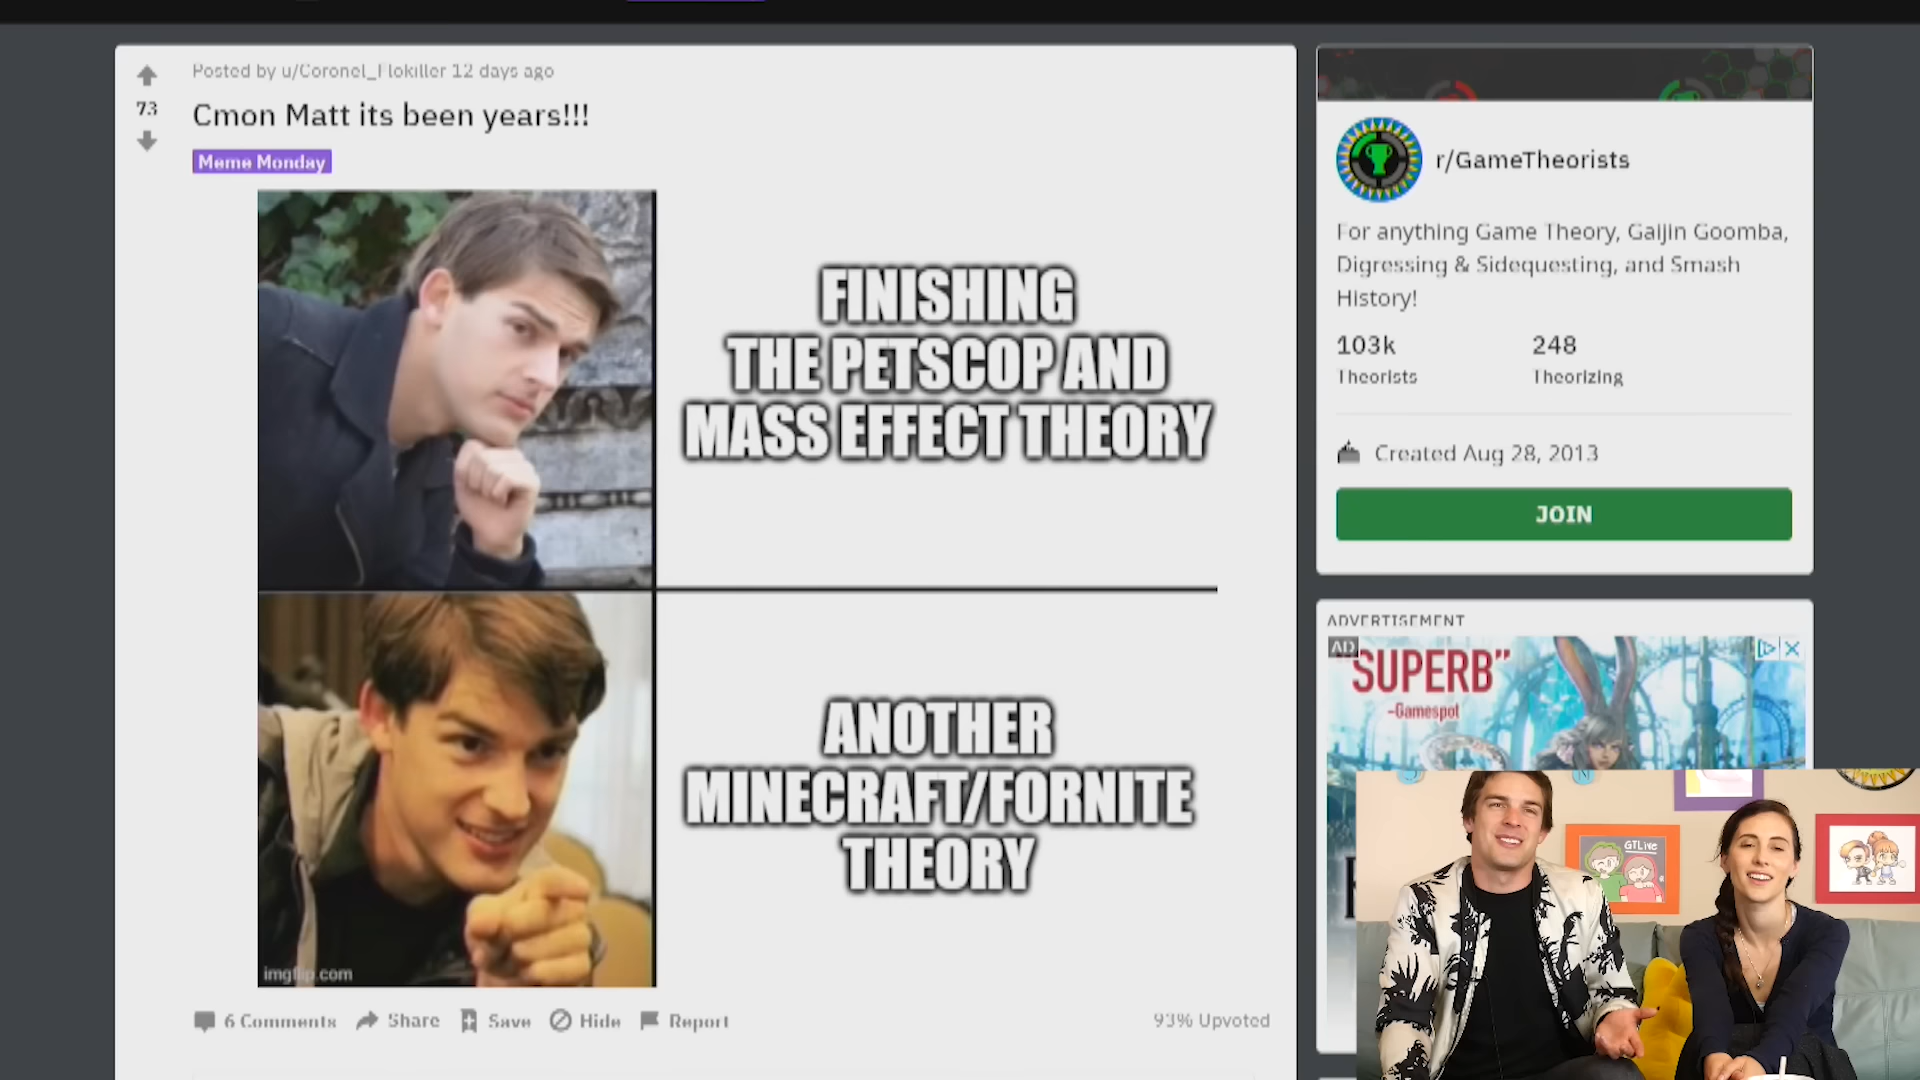 Posted by u/Coronel_Flokiller 12 days ago
73
Cmon Matt its been years!!!
Meme Monday
FINISHING
THE PETSCOP AND
MASS EFFECT THEORY
ANOTHER
MINECRAFT/FORNITE
THEORY
imgflip.com
6 Comments Share Save Hide Report
93% Upvoted
r/GameTheorists
For anything Game Theory, Gaijin Goomba,
Digressing & Sidequesting, and Smash
History!
103k 248
Theorists Theorizing
Created Aug 28, 2013
JOIN
ADVERTISEMENT
AD
"SUPERB"
-Gamespot
GTLive